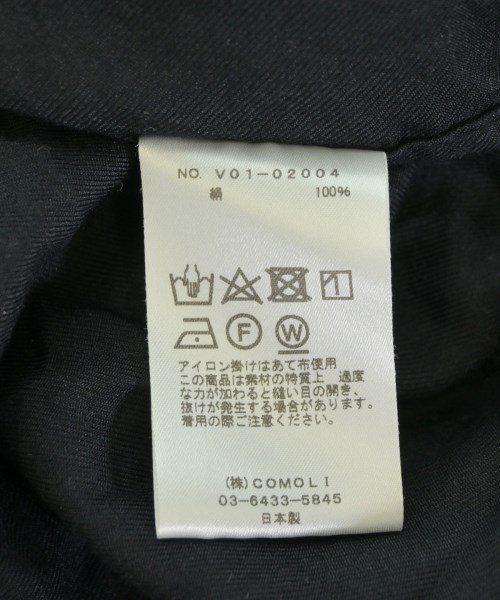 NO. V01-02004
絹 100%
F W
アイロン掛けはあて布使用
この商品は素材の特質上、過度
な力が加わると縫い目の開き、
抜けが発生する場合があります。
着用の際ご注意ください。
(株)COMOLI
03-6433-5845
日本製